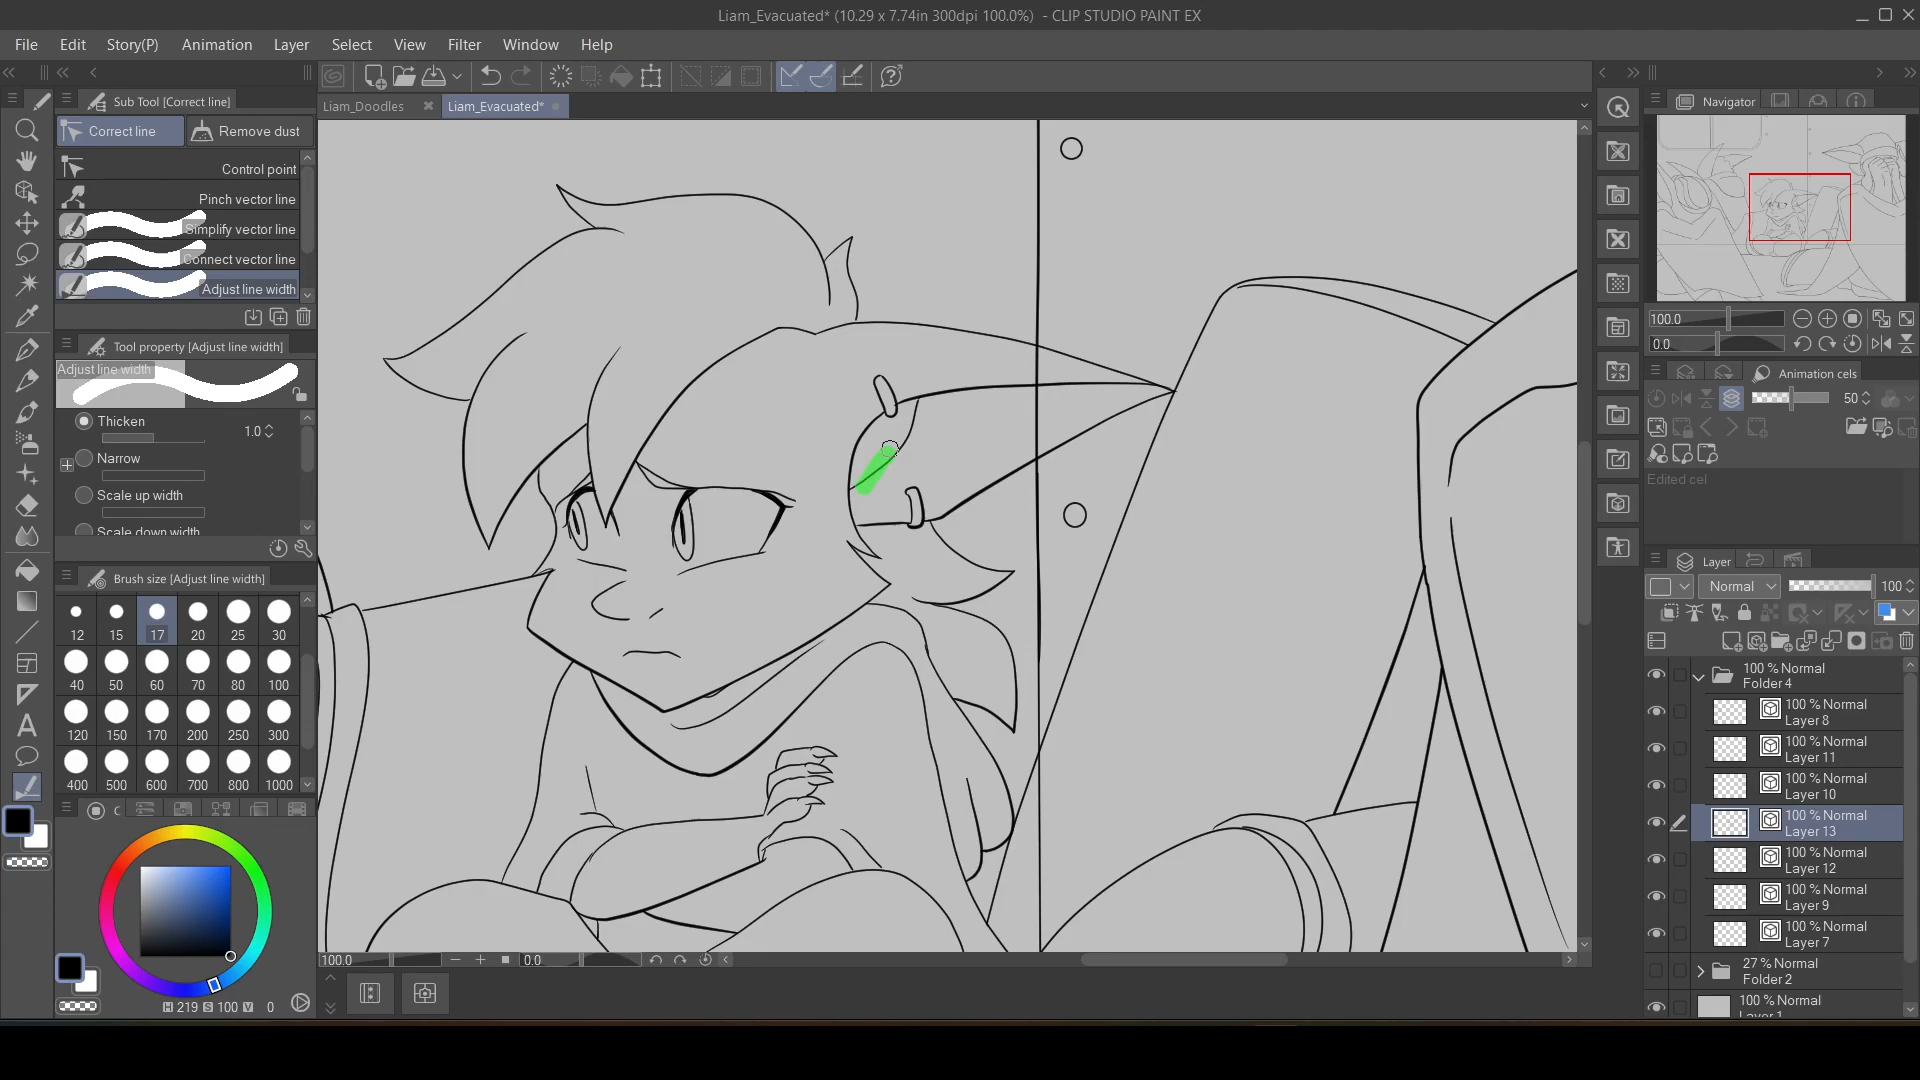 Liam_Evacuated* (10.29 x 7.74in 300dpi 100.0%) - CLIP STUDIO PAINT EX
File Edit Story(P) Animation Layer Select View Filter Window Help
Sub Tool [Correct line]
Correct line Remove dust
Control point
Pinch vector line
Simplify vector line
Connect vector line
Adjust line width
Tool property [Adjust line width]
Adjust line width
Thicken
1.0
Narrow
Scale up width
Scale down width
Brush size [Adjust line width]
12 15 17 20 25 30
40 50 60 70 80 100
120 150 170 200 250 300
400 500 600 700 800 1000
H 219 S 100 V 0
Liam_Doodles
Liam_Evacuated*
100.0
0.0
Navigator
100.0
0.0
Animation cels
50
Edited cel
Layer
Normal
100
100 % Normal
Folder 4
100 % Normal
Layer 8
100 % Normal
Layer 11
100 % Normal
Layer 10
100 % Normal
Layer 13
100 % Normal
Layer 12
100 % Normal
Layer 9
100 % Normal
Layer 7
27 % Normal
Folder 2
100 % Normal
Layer 1